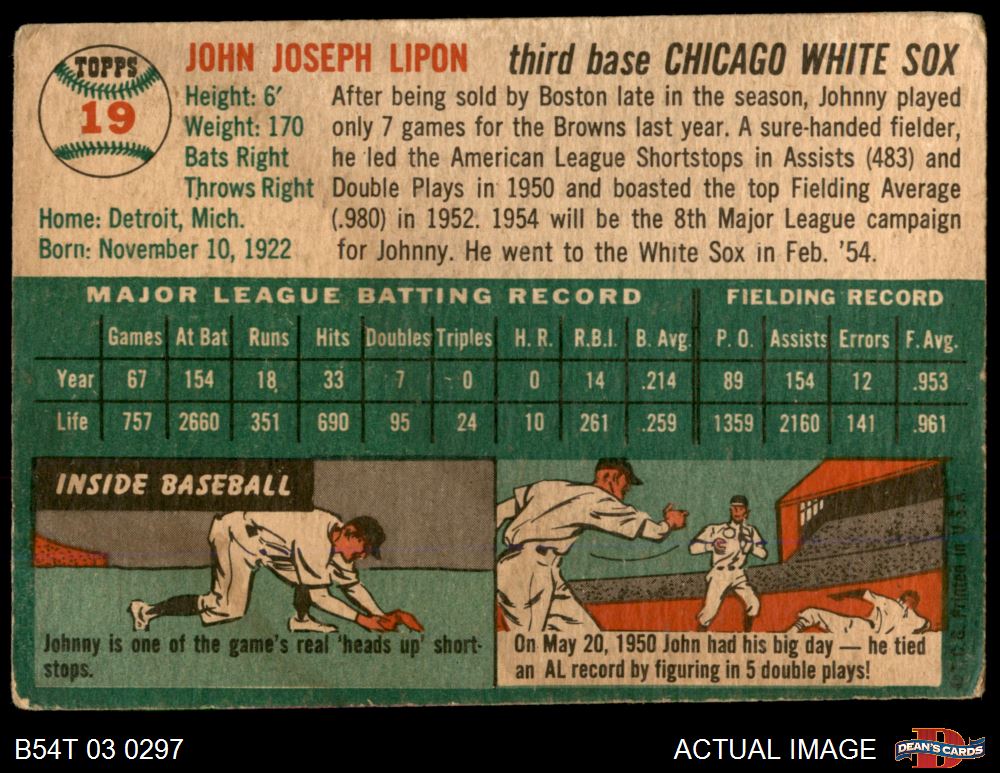 TOPPS
19
JOHN JOSEPH LIPON third base CHICAGO WHITE SOX
Height: 6′
Weight: 170
Bats Right
Throws Right
Home: Detroit, Mich.
Born: November 10, 1922
After being sold by Boston late in the season, Johnny played
only 7 games for the Browns last year. A sure-handed fielder,
he led the American League Shortstops in Assists (483) and
Double Plays in 1950 and boasted the top Fielding Average
(.980) in 1952. 1954 will be the 8th Major League campaign
for Johnny. He went to the White Sox in Feb. '54.
MAJOR LEAGUE BATTING RECORD FIELDING RECORD
Games At Bat Runs Hits Doubles Triples H. R. R.B.I. B. Avg. P. O. Assists Errors F. Avg.
Year 67 154 18 33 7 0 0 14 .214 89 154 12 .953
Life 757 2660 351 690 95 24 10 261 .259 1359 2160 141 .961
INSIDE BASEBALL
Johnny is one of the game's real 'heads up' short-
stops.
On May 20, 1950 John had his big day — he tied
an AL record by figuring in 5 double plays!
T.C.G. Printed in U.S.A.
B54T 03 0297
ACTUAL IMAGE
D
DEAN'S CARDS